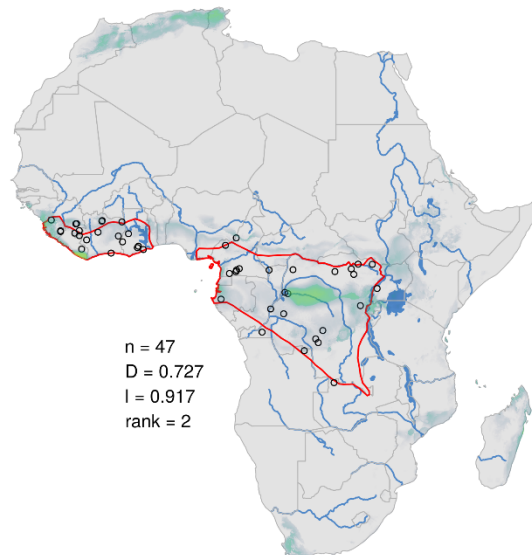 n = 47
D = 0.727
I = 0.917
rank = 2